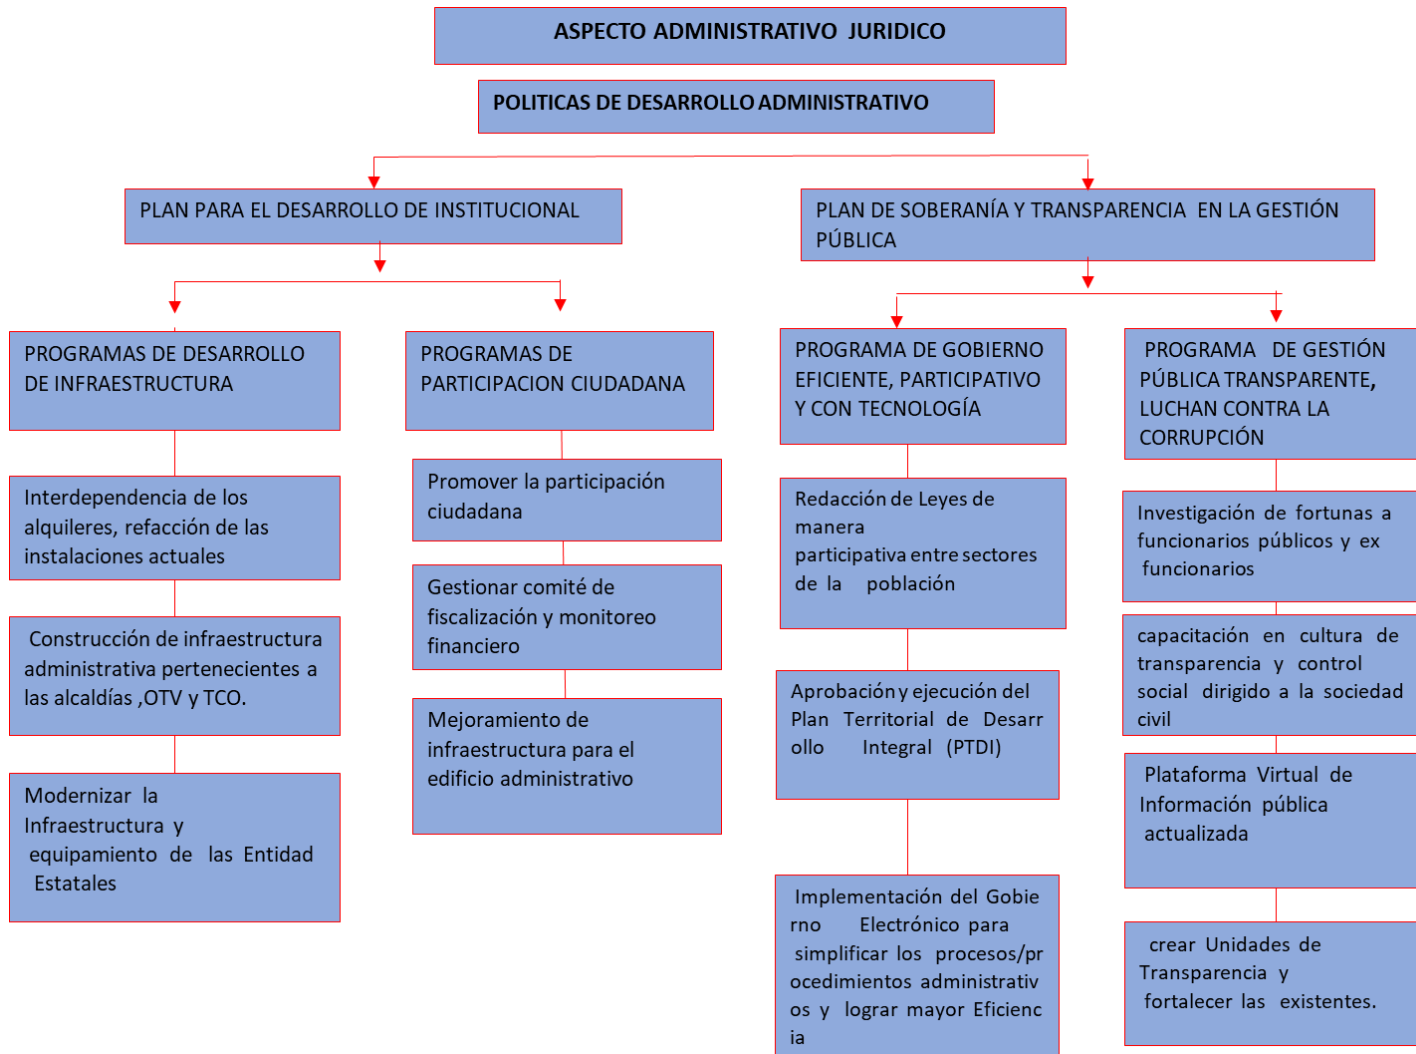 ASPECTO ADMINISTRATIVO JURIDICO
POLITICAS DE DESARROLLO ADMINISTRATIVO
PLAN PARA EL DESARROLLO DE INSTITUCIONAL
PLAN DE SOBERANÍA Y TRANSPARENCIA EN LA GESTIÓN
PÚBLICA
PROGRAMAS DE DESARROLLO
DE INFRAESTRUCTURA
Interdependencia de los
alquileres, refacción de las
instalaciones actuales
Construcción de infraestructura
administrativa pertenecientes a
las alcaldías ,OTV y TCO.
Modernizar la
Infraestructura y
equipamiento de las Entidad
Estatales
PROGRAMAS DE
PARTICIPACION CIUDADANA
Promover la participación
ciudadana
Gestionar comité de
fiscalización y monitoreo
financiero
Mejoramiento de
infraestructura para el
edificio administrativo
PROGRAMA DE GOBIERNO
EFICIENTE, PARTICIPATIVO
Y CON TECNOLOGÍA
Redacción de Leyes de
manera
participativa entre sectores
de la población
Aprobación y ejecución del
Plan Territorial de Desarr
ollo Integral (PTDI)
Implementación del Gobie
rno Electrónico para
simplificar los procesos/pr
ocedimientos administrativ
os y lograr mayor Eficienc
ia
PROGRAMA DE GESTIÓN
PÚBLICA TRANSPARENTE,
LUCHAN CONTRA LA
CORRUPCIÓN
Investigación de fortunas a
funcionarios públicos y ex
funcionarios
capacitación en cultura de
transparencia y control
social dirigido a la sociedad
civil
Plataforma Virtual de
Información pública
actualizada
crear Unidades de
Transparencia y
fortalecer las existentes.